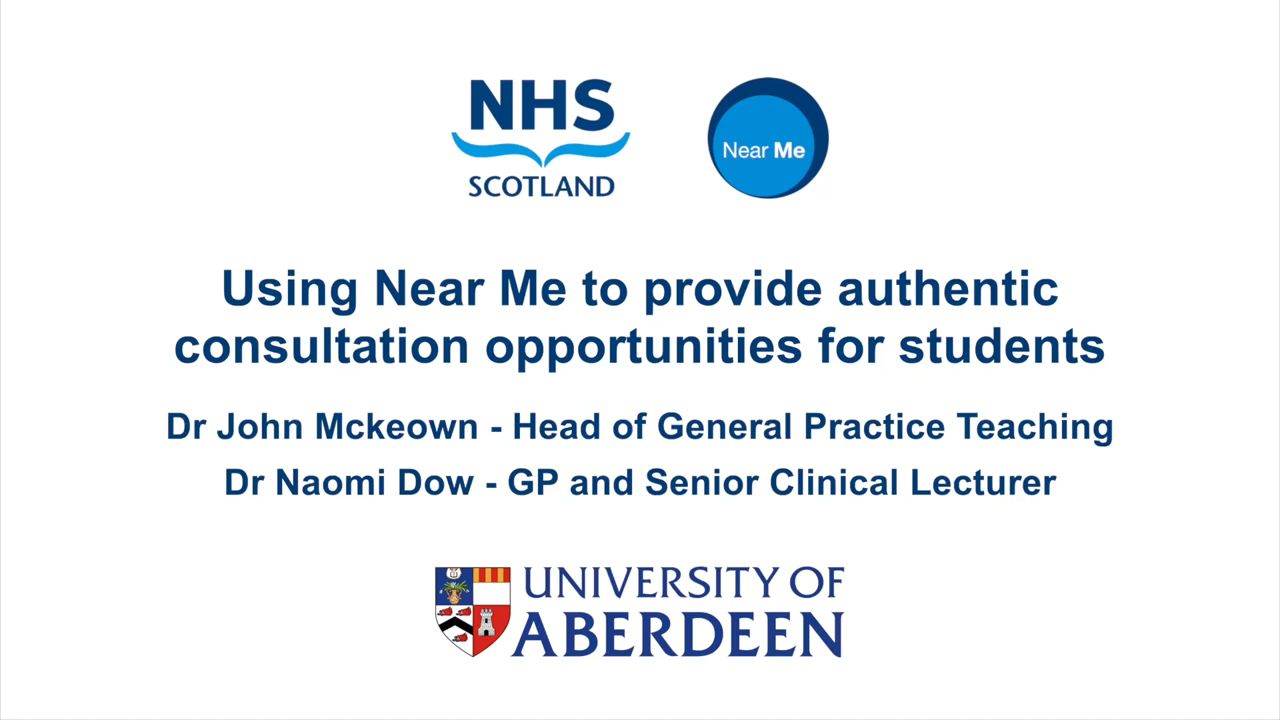 NHS
SCOTLAND
Near Me
Using Near Me to provide authentic
consultation opportunities for students
Dr John Mckeown - Head of General Practice Teaching
Dr Naomi Dow - GP and Senior Clinical Lecturer
UNIVERSITY OF
ABERDEEN